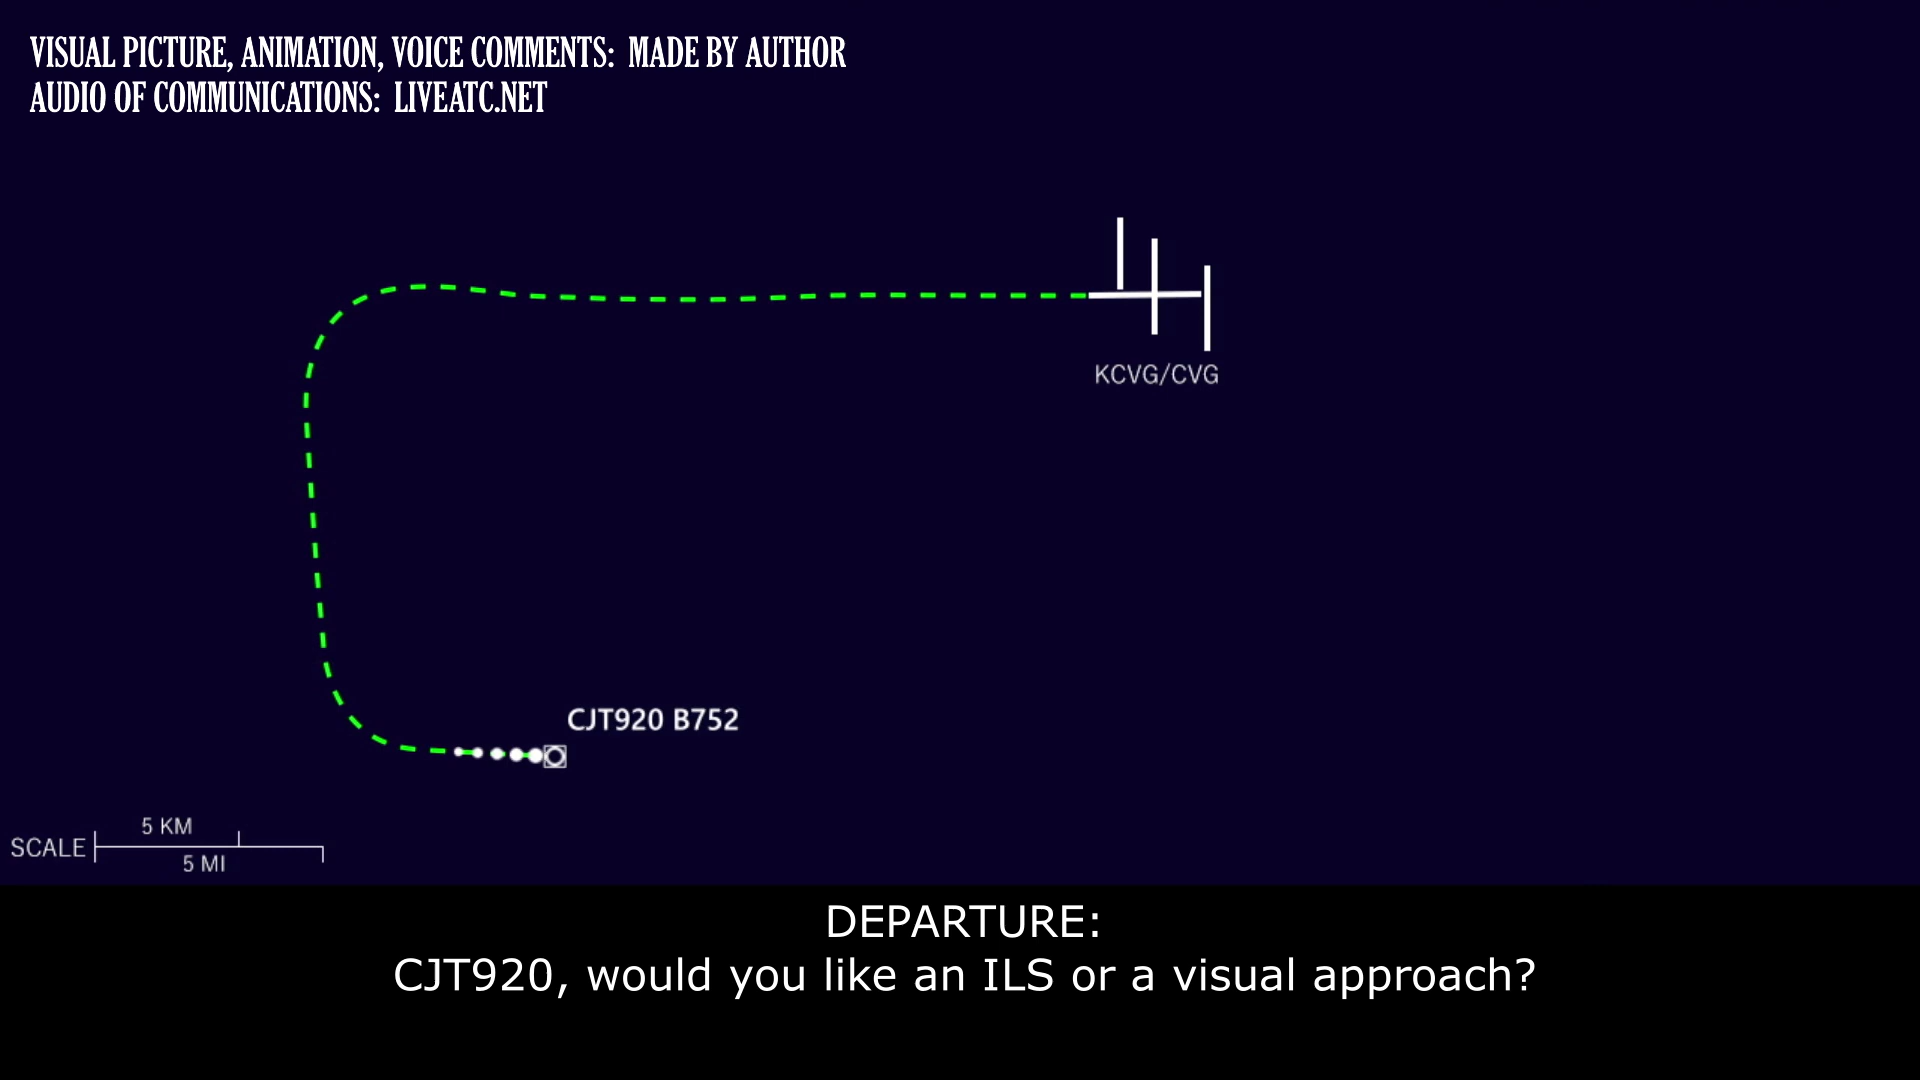 VISUAL PICTURE, ANIMATION, VOICE COMMENTS: MADE BY AUTHOR
AUDIO OF COMMUNICATIONS: LIVEATC.NET
KCVG/CVG
CJT920 B752
5 KM
SCALE
5 MI
DEPARTURE:
CJT920, would you like an ILS or a visual approach?